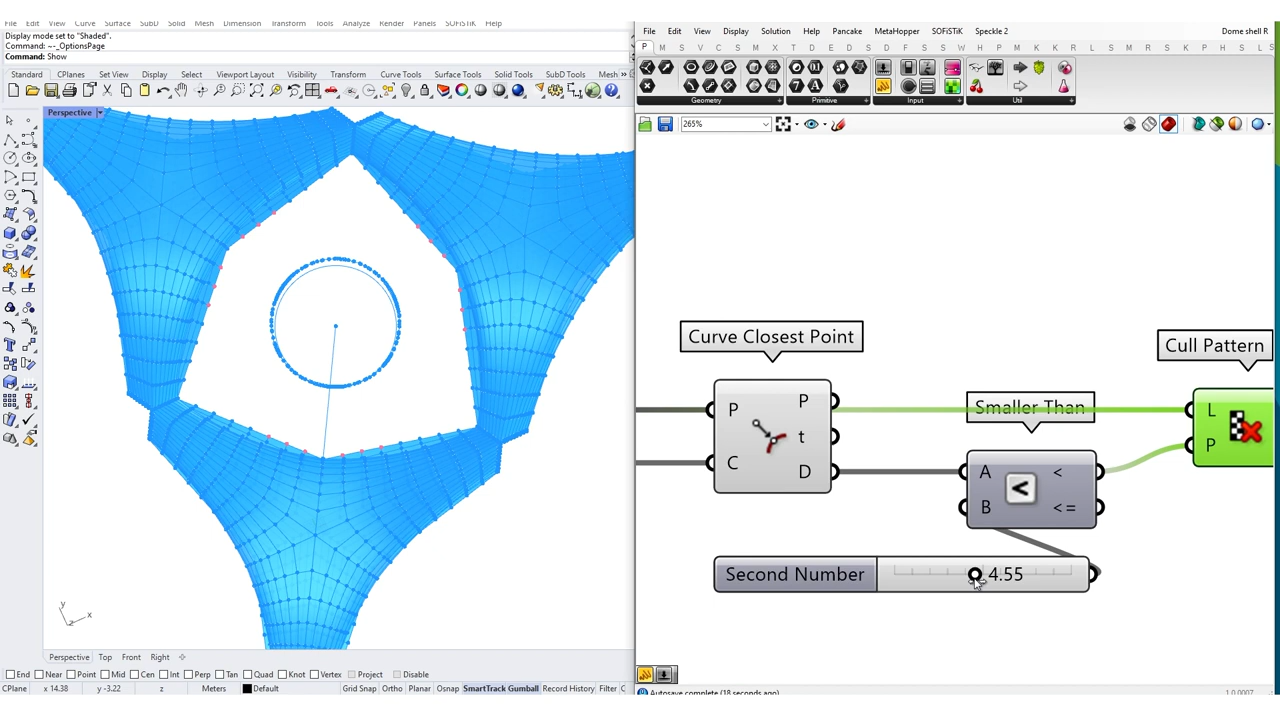 File Edit View Curve Surface SubD Solid Mesh Dimension Transform Tools Analyze Render Panels SOFiSTiK Help
Display mode set to "Shaded".
Command: ~-_OptionsPage
Command: Show
Standard CPlanes Set View Display Select Viewport Layout Visibility Transform Curve Tools Surface Tools Solid Tools SubD Tools Mesh »
Perspective
y
x
z
Perspective Top Front Right
End Near Point Mid Cen Int Perp Tan Quad Knot Vertex Project Disable
CPlane x 14.38 y -3.22 z Meters Default Grid Snap Ortho Planar Osnap SmartTrack Gumball Record History Filter C
File Edit View Display Solution Help Pancake MetaHopper SOFiSTiK Speckle 2 Dome shell R
P M S V C S M I T D A F R S W H B P M K K D R L S M D A E S K P H S L S
Geometry Primitive Input Util
265%
Curve Closest Point
Cull Pattern
Smaller Than
P P L
t P
C D A <
B <=
Second Number 4.55
Autosave complete (18 seconds ago)
1.0.0007